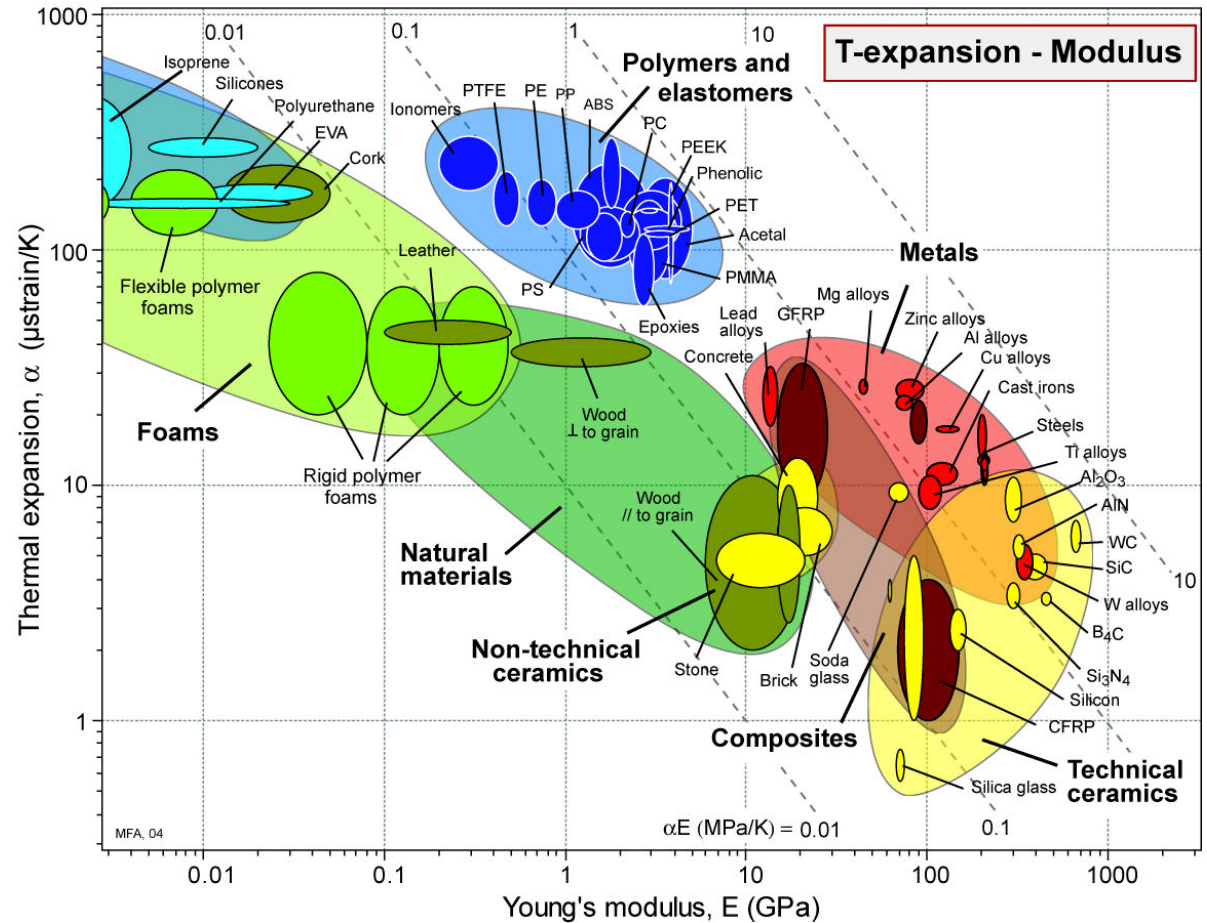 T-expansion - Modulus
1000
100
10
1
Thermal expansion, α (µstrain/K)
0.01
0.1
1
10
Isoprene
Silicones
Polyurethane
EVA
Cork
Ionomers
PTFE
PE
PP
ABS
Polymers and
elastomers
PC
PEEK
Phenolic
PET
Acetal
PMMA
PS
Epoxies
Flexible polymer
foams
Leather
Foams
Rigid polymer
foams
Wood
⊥ to grain
Metals
Mg alloys
GFRP
Lead
alloys
Concrete
Zinc alloys
Al alloys
Cu alloys
Cast irons
Steels
Ti alloys
Al2O3
AlN
WC
SiC
W alloys
B4C
Si3N4
Silicon
CFRP
10
Wood
// to grain
Natural
materials
Non-technical
ceramics
Stone
Brick
Soda
glass
Composites
Technical
ceramics
Silica glass
αE (MPa/K) = 0.01
0.1
MFA, 04
0.01
0.1
1
10
100
1000
Young's modulus, E (GPa)